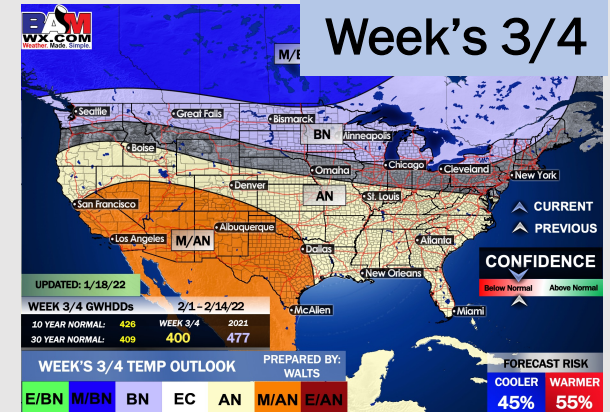 BAM
WX.COM
Weather. Made. Simple.
Week's 3/4
M/B
Seattle
Great Falls
Bismarck
BN
Minneapolis
Boise
Omaha
Chicago
Cleveland
New York
Denver
AN
St. Louis
San Francisco
Albuquerque
Los Angeles
M/AN
Dallas
Atlanta
New Orleans
McAllen
Miami
CURRENT
PREVIOUS
CONFIDENCE
Below Normal
Above Normal
UPDATED: 1/18/22
WEEK 3/4 GWHDDs
2/1 – 2/14/22
10 YEAR NORMAL: 426
WEEK 3/4
2021
30 YEAR NORMAL: 409
400
477
WEEK'S 3/4 TEMP OUTLOOK
PREPARED BY:
WALTS
E/BN M/BN BN EC AN M/AN E/AN
FORECAST RISK
COOLER WARMER
45% 55%